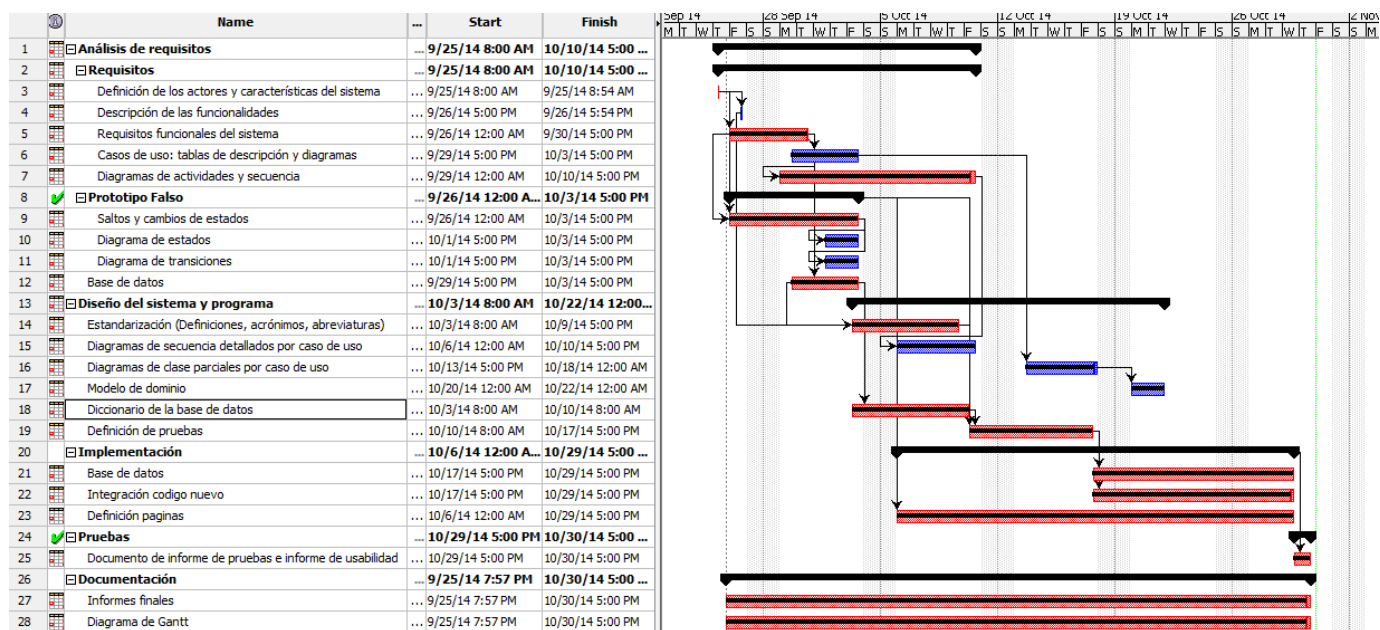 Name ... Start Finish Sep 14 28 Sep 14 5 Oct 14 12 Oct 14 19 Oct 14 26 Oct 14 2 Nov
M T W T F S S M T W T F S S M T W T F S S M T W T F S S M T W T F S S M T W T F S S M
1 Análisis de requisitos ... 9/25/14 8:00 AM 10/10/14 5:00 ...
2 Requisitos ... 9/25/14 8:00 AM 10/10/14 5:00 ...
3 Definición de los actores y características del sistema ... 9/25/14 8:00 AM 9/25/14 8:54 AM
4 Descripción de las funcionalidades ... 9/26/14 5:00 PM 9/26/14 5:54 PM
5 Requisitos funcionales del sistema ... 9/26/14 12:00 AM 9/30/14 5:00 PM
6 Casos de uso: tablas de descripción y diagramas ... 9/29/14 5:00 PM 10/3/14 5:00 PM
7 Diagramas de actividades y secuencia ... 9/29/14 12:00 AM 10/10/14 5:00 PM
8 Prototipo Falso ... 9/26/14 12:00 A... 10/3/14 5:00 PM
9 Saltos y cambios de estados ... 9/26/14 12:00 AM 10/3/14 5:00 PM
10 Diagrama de estados ... 10/1/14 5:00 PM 10/3/14 5:00 PM
11 Diagrama de transiciones ... 10/1/14 5:00 PM 10/3/14 5:00 PM
12 Base de datos ... 9/29/14 5:00 PM 10/3/14 5:00 PM
13 Diseño del sistema y programa ... 10/3/14 8:00 AM 10/22/14 12:00...
14 Estandarización (Definiciones, acrónimos, abreviaturas) ... 10/3/14 8:00 AM 10/9/14 5:00 PM
15 Diagramas de secuencia detallados por caso de uso ... 10/6/14 12:00 AM 10/10/14 5:00 PM
16 Diagramas de clase parciales por caso de uso ... 10/13/14 5:00 PM 10/18/14 12:00 AM
17 Modelo de dominio ... 10/20/14 12:00 AM 10/22/14 12:00 AM
18 Diccionario de la base de datos ... 10/3/14 8:00 AM 10/10/14 8:00 AM
19 Definición de pruebas ... 10/10/14 8:00 AM 10/17/14 5:00 PM
20 Implementación ... 10/6/14 12:00 A... 10/29/14 5:00 ...
21 Base de datos ... 10/17/14 5:00 PM 10/29/14 5:00 PM
22 Integración codigo nuevo ... 10/17/14 5:00 PM 10/29/14 5:00 PM
23 Definición paginas ... 10/6/14 12:00 AM 10/29/14 5:00 PM
24 Pruebas ... 10/29/14 5:00 PM 10/30/14 5:00 ...
25 Documento de informe de pruebas e informe de usabilidad ... 10/29/14 5:00 PM 10/30/14 5:00 PM
26 Documentación ... 9/25/14 7:57 PM 10/30/14 5:00 ...
27 Informes finales ... 9/25/14 7:57 PM 10/30/14 5:00 PM
28 Diagrama de Gantt ... 9/25/14 7:57 PM 10/30/14 5:00 PM